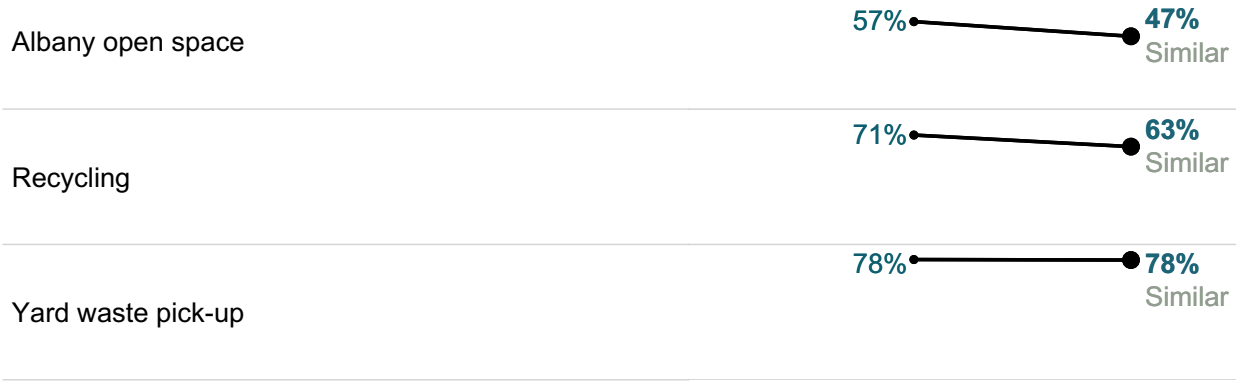 Albany open space
57%
47%
Similar
Recycling
71%
63%
Similar
Yard waste pick-up
78%
78%
Similar